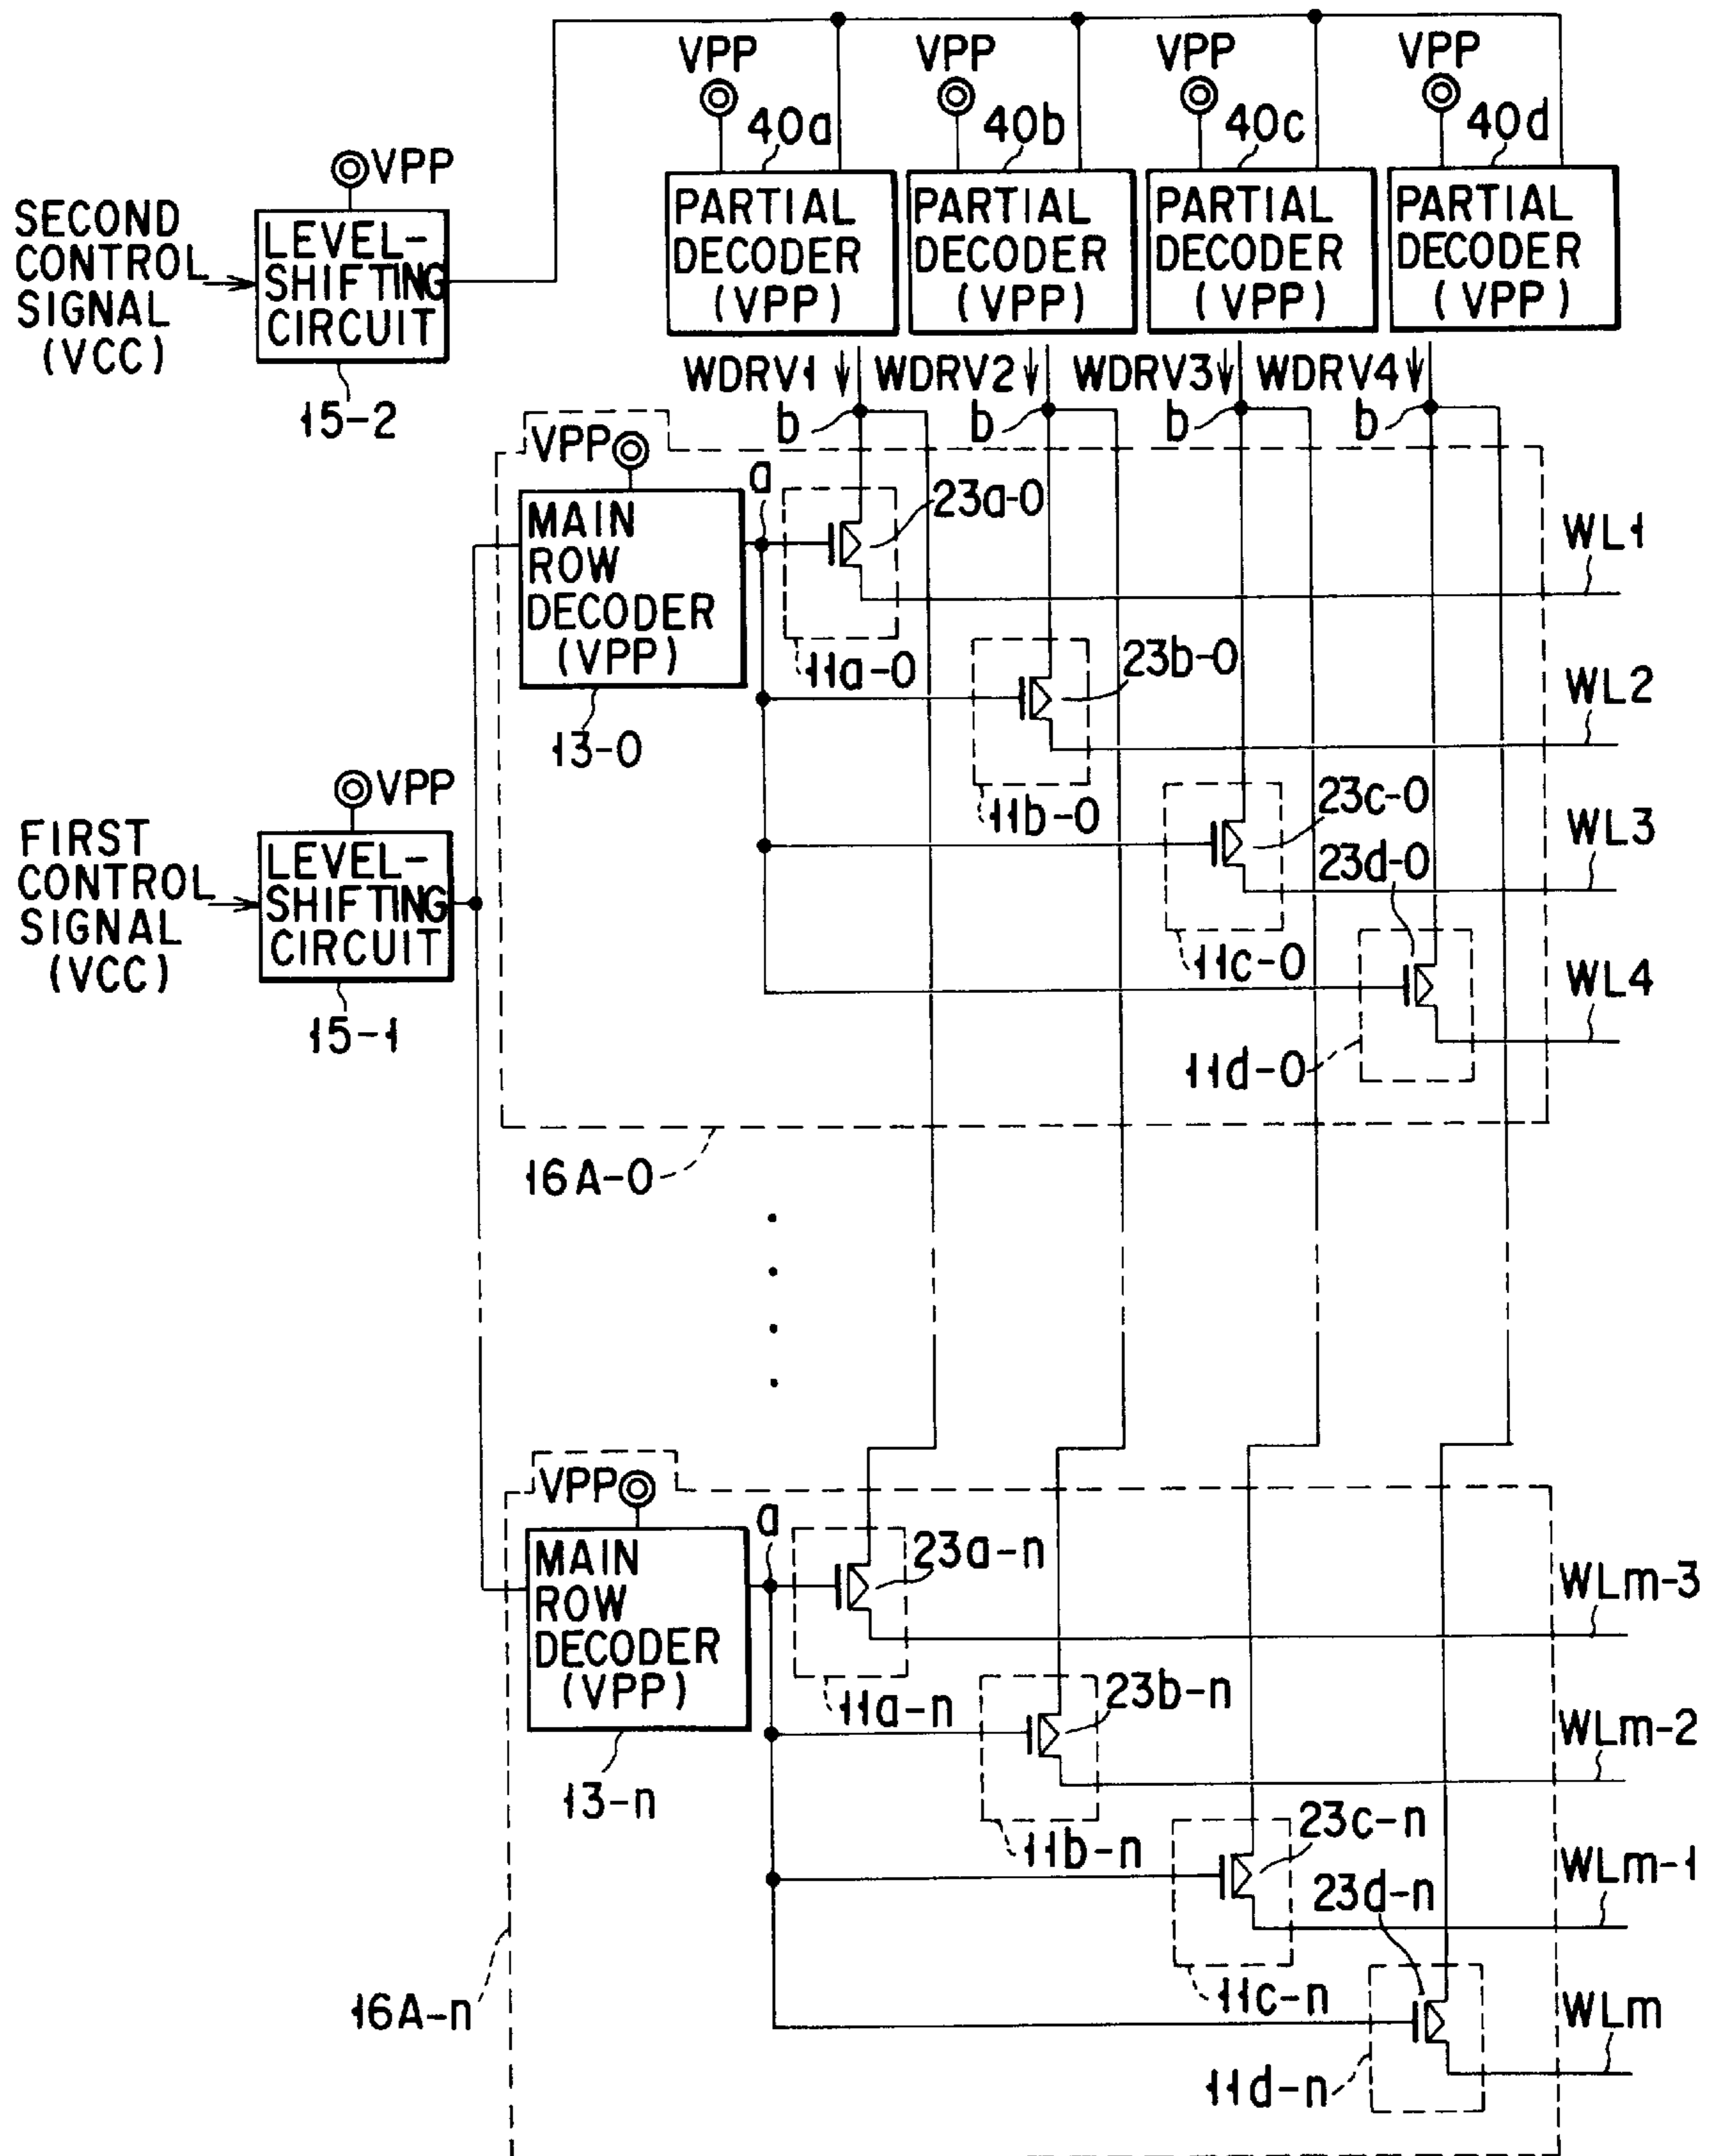 VPP
VPP
VPP
VPP
40a
40b
40c
40d
VPP
SECOND
CONTROL
SIGNAL
(VCC)
LEVEL-
SHIFTING
CIRCUIT
15-2
PARTIAL
DECODER
(VPP)
PARTIAL
DECODER
(VPP)
PARTIAL
DECODER
(VPP)
PARTIAL
DECODER
(VPP)
WDRV1
WDRV2
WDRV3
WDRV4
b
b
b
b
VPP
a
MAIN
ROW
DECODER
(VPP)
13-0
23a-0
11a-0
WL1
23b-0
11b-0
WL2
23c-0
11c-0
WL3
23d-0
11d-0
WL4
VPP
FIRST
CONTROL
SIGNAL
(VCC)
LEVEL-
SHIFTING
CIRCUIT
15-1
16A-0
VPP
a
MAIN
ROW
DECODER
(VPP)
13-n
23a-n
11a-n
WLm-3
23b-n
11b-n
WLm-2
23c-n
11c-n
WLm-1
23d-n
11d-n
WLm
16A-n